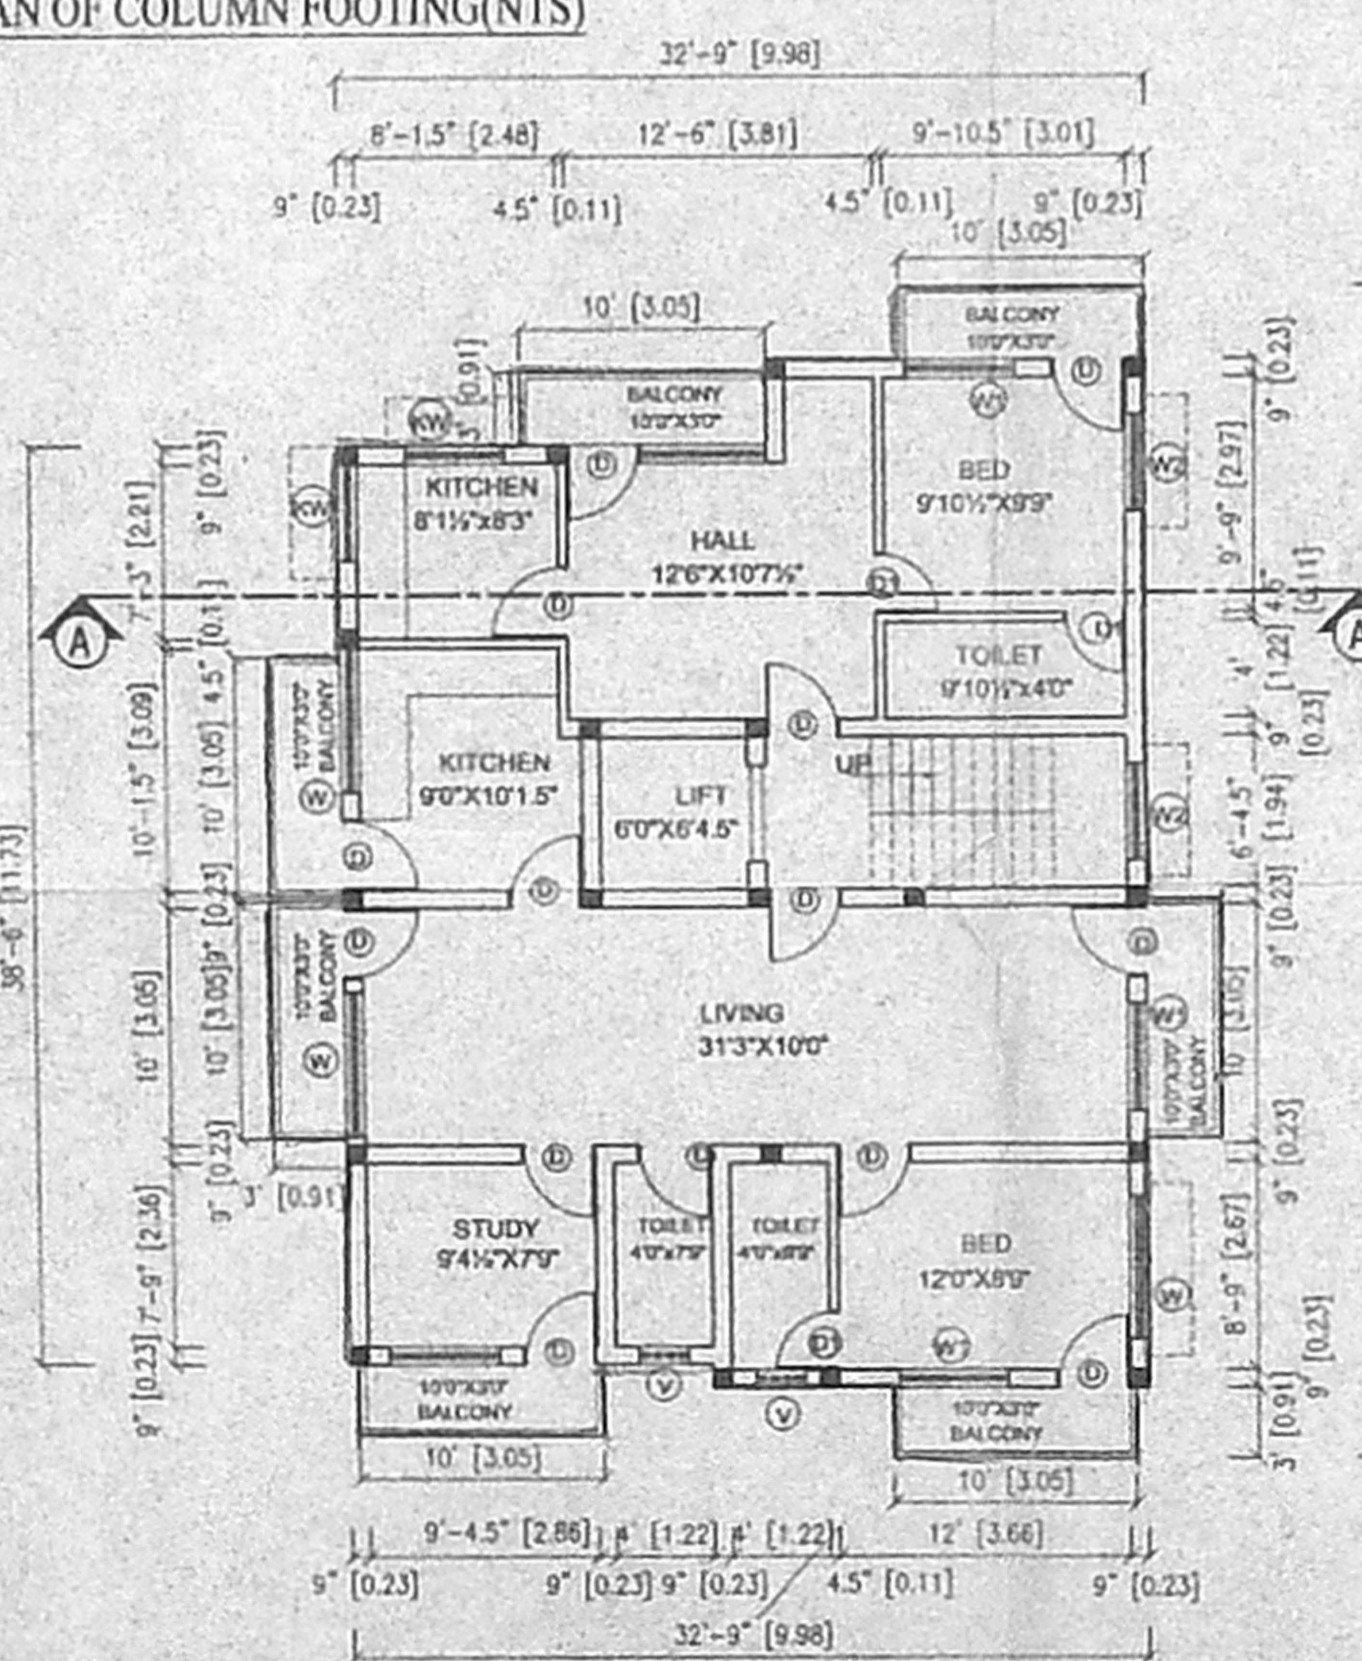 AN OF COLUMN FOOTING(NTS)
32'-9" [9.98]
8'-1.5" [2.48]
12'-6" [3.81]
9'-10.5" [3.01]
9" [0.23]
4.5" [0.11]
4.5" [0.11]
9" [0.23]
10' [3.05]
10' [3.05]
BALCONY
10'0"X3'0"
BALCONY
10'0"X3'0"
3' [0.91]
9" [0.23]
KW
D
W1
D
KITCHEN
8'1½"x8'3"
BED
9'10½"X9'9"
W2
9'-9" [2.97]
9" [0.23]
7'-3" [2.21]
KW
HALL
12'6"X10'7½"
D1
D
A
A
4.5" [0.11]
4.5" [0.11]
TOILET
9'10½"x4'0"
D1
4' [1.22]
D
9" [0.23]
10'0"X3'0"
BALCONY
W
10' [3.05]
10'-1.5" [3.09]
KITCHEN
9'0"X10'1.5"
LIFT
6'0"X6'4.5"
UP
W2
6'-4.5" [1.94]
D
D
D
9" [0.23]
9" [0.23]
38'-6" [11.73]
D
D
10'0"X3'0"
BALCONY
W
10' [3.05]
10' [3.05]
LIVING
31'3"X10'0"
W1
10'0"X3'0"
BALCONY
10' [3.05]
9" [0.23]
9" [0.23]
3' [0.91]
D
D
D
STUDY
9'4½"X7'9"
TOILET
4'0"x7'9"
TOILET
BED
12'0"X8'9"
W
8'-9" [2.67]
7'-9" [2.36]
D
D1
W1
D
V
V
9" [0.23]
9" [0.23]
3' [0.91]
10'0"X3'0"
BALCONY
10'0"X3'0"
BALCONY
10' [3.05]
10' [3.05]
9'-4.5" [2.86]
4' [1.22]
4' [1.22]
12' [3.66]
9" [0.23]
9" [0.23]
9" [0.23]
4.5" [0.11]
9" [0.23]
32'-9" [9.98]